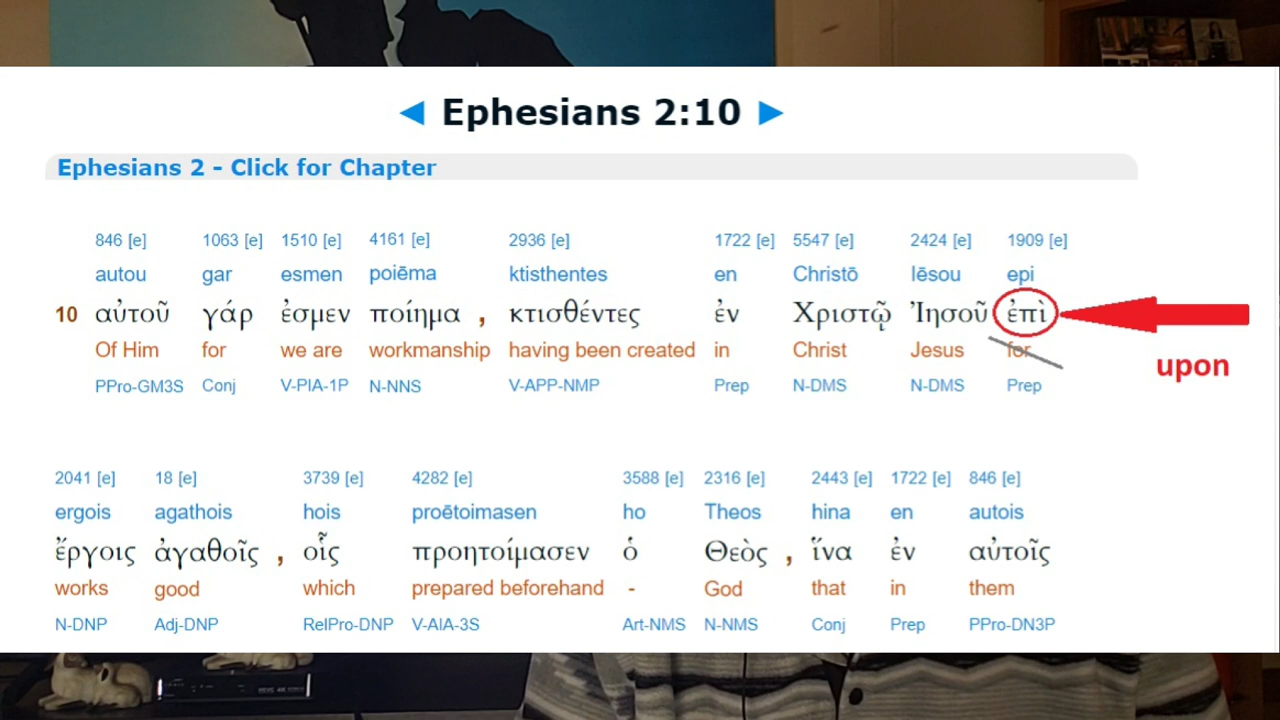 ◄ Ephesians 2:10 ►
Ephesians 2 - Click for Chapter
846 [e] 1063 [e] 1510 [e] 4161 [e] 2936 [e] 1722 [e] 5547 [e] 2424 [e] 1909 [e]
autou gar esmen poiēma ktisthentes en Christō Iēsou epi
10 αὐτοῦ γάρ ἐσμεν ποίημα , κτισθέντες ἐν Χριστῷ Ἰησοῦ ἐπὶ
Of Him for we are workmanship having been created in Christ Jesus for
upon
PPro-GM3S Conj V-PIA-1P N-NNS V-APP-NMP Prep N-DMS N-DMS Prep
2041 [e] 18 [e] 3739 [e] 4282 [e] 3588 [e] 2316 [e] 2443 [e] 1722 [e] 846 [e]
ergois agathois hois proētoimasen ho Theos hina en autois
ἔργοις ἀγαθοῖς , οἷς προητοίμασεν ὁ Θεὸς , ἵνα ἐν αὐτοῖς
works good which prepared beforehand - God that in them
N-DNP Adj-DNP RelPro-DNP V-AIA-3S Art-NMS N-NMS Conj Prep PPro-DN3P